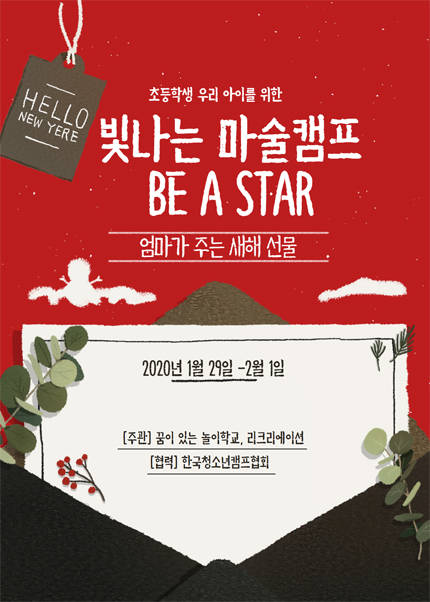 HELLO
NEW YERE
초등학생 우리 아이를 위한
빛나는 마술캠프
BE A STAR
엄마가 주는 새해 선물
2020년 1월 29일 -2월 1일
[주관] 꿈이 있는 놀이학교, 리크리에이션
[협력] 한국청소년캠프협회